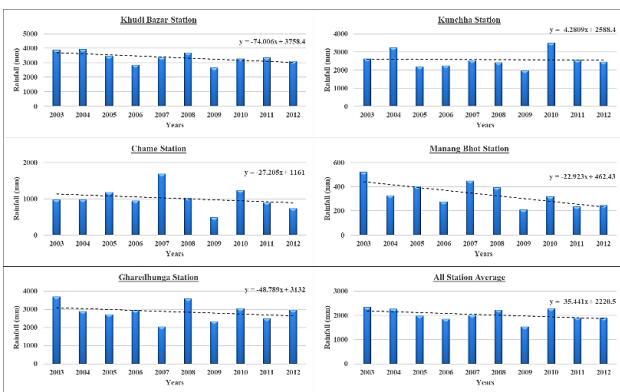 Khudi Bazar Station
y = -74.006x + 3758.4
Rainfall (mm)
5000
4000
3000
2000
1000
0
2003 2004 2005 2006 2007 2008 2009 2010 2011 2012
Years
Kunchha Station
y = 4.2809x + 2588.4
Rainfall (mm)
4000
3000
2000
1000
0
2003 2004 2005 2006 2007 2008 2009 2010 2011 2012
Years
Chame Station
y = -27.205x + 1161
Rainfall (mm)
2000
1000
0
2003 2004 2005 2006 2007 2008 2009 2010 2011 2012
Years
Manang Bhot Station
y = -22.923x + 462.43
Rainfall (mm)
600
400
200
0
2003 2004 2005 2006 2007 2008 2009 2010 2011 2012
Years
Gharedhunga Station
y = -48.789x + 3132
Rainfall (mm)
4000
3000
2000
1000
0
2003 2004 2005 2006 2007 2008 2009 2010 2011 2012
Years
All Station Average
y = 35.441x + 2220.5
Rainfall (mm)
3000
2000
1000
0
2003 2004 2005 2006 2007 2008 2009 2010 2011 2012
Years